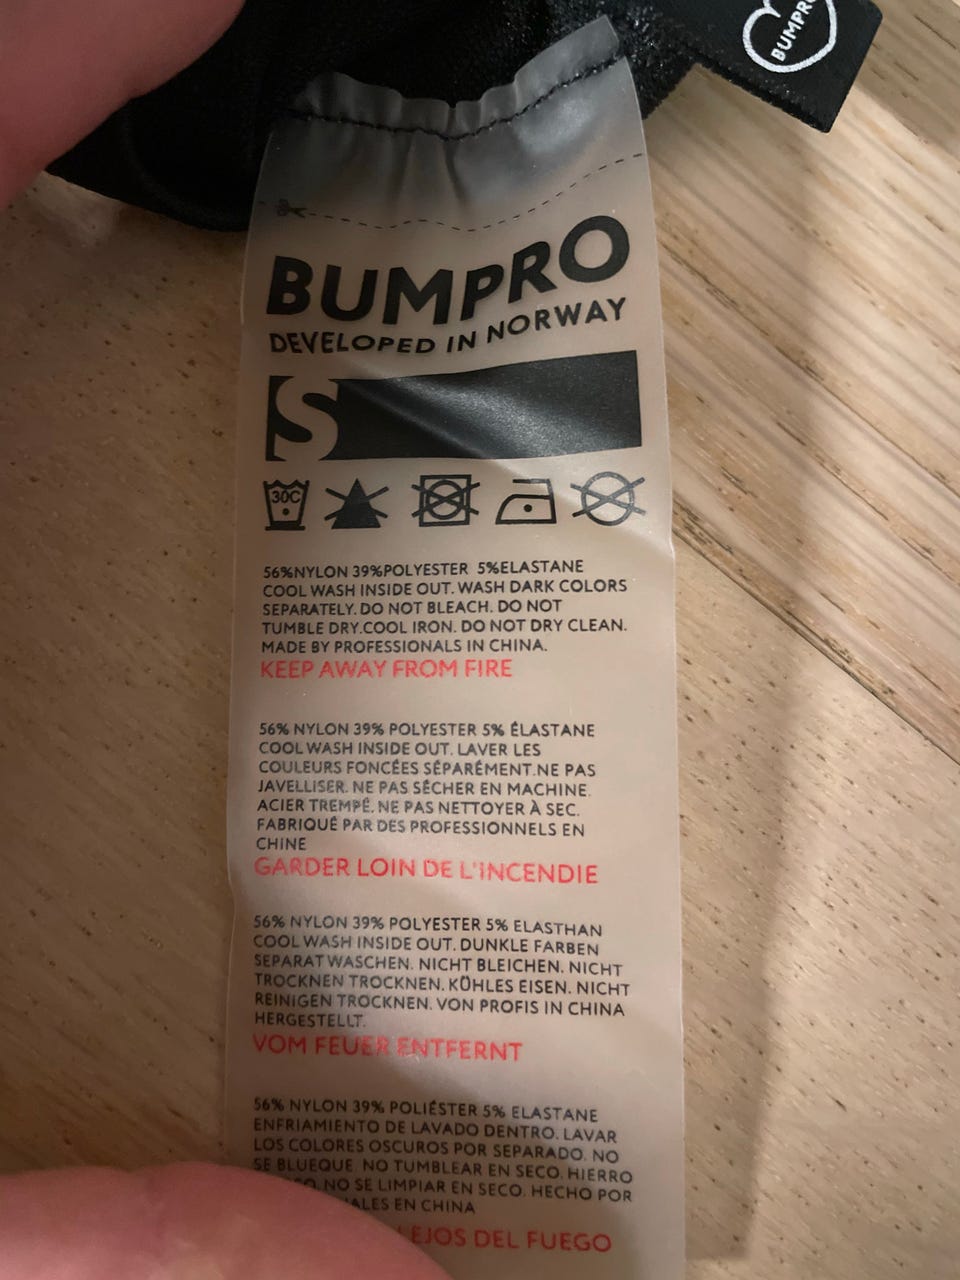 BUMPRO
BUMPRO
DEVELOPED IN NORWAY
S
30C
56%NYLON 39%POLYESTER 5%ELASTANE
COOL WASH INSIDE OUT. WASH DARK COLORS
SEPARATELY. DO NOT BLEACH. DO NOT
TUMBLE DRY.COOL IRON. DO NOT DRY CLEAN.
MADE BY PROFESSIONALS IN CHINA.
KEEP AWAY FROM FIRE
56% NYLON 39% POLYESTER 5% ÉLASTANE
COOL WASH INSIDE OUT. LAVER LES
COULEURS FONCÉES SÉPARÉMENT.NE PAS
JAVELLISER. NE PAS SÉCHER EN MACHINE.
ACIER TREMPÉ. NE PAS NETTOYER À SEC.
FABRIQUÉ PAR DES PROFESSIONNELS EN
CHINE
GARDER LOIN DE L'INCENDIE
56% NYLON 39% POLYESTER 5% ELASTHAN
COOL WASH INSIDE OUT. DUNKLE FARBEN
SEPARAT WASCHEN. NICHT BLEICHEN. NICHT
TROCKNEN TROCKNEN. KÜHLES EISEN. NICHT
REINIGEN TROCKNEN. VON PROFIS IN CHINA
HERGESTELLT.
VOM FEUER ENTFERNT
56% NYLON 39% POLIÉSTER 5% ELASTANE
ENFRIAMIENTO DE LAVADO DENTRO. LAVAR
LOS COLORES OSCUROS POR SEPARADO. NO
SE BLUEQUE. NO TUMBLEAR EN SECO. HIERRO
NO SE LIMPIAR EN SECO. HECHO POR
EN CHINA
LEJOS DEL FUEGO